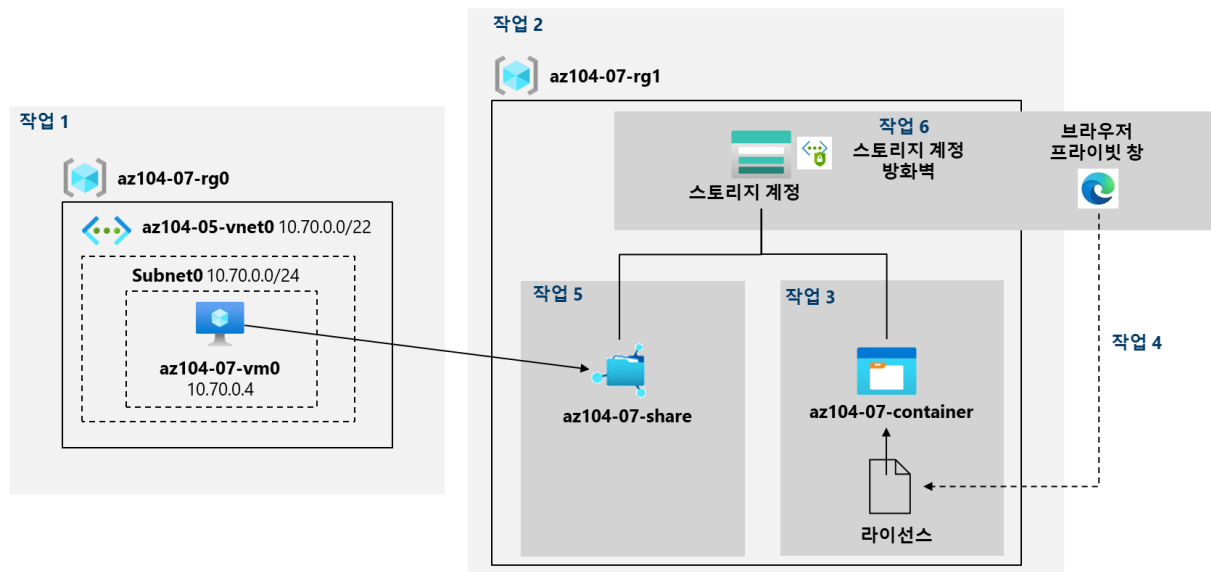 작업 1
az104-07-rg0
az104-05-vnet0 10.70.0.0/22
Subnet0 10.70.0.0/24
az104-07-vm0
10.70.0.4
작업 2
az104-07-rg1
작업 6
스토리지 계정
방화벽
스토리지 계정
브라우저
프라이빗 창
작업 5
az104-07-share
작업 3
az104-07-container
라이선스
작업 4